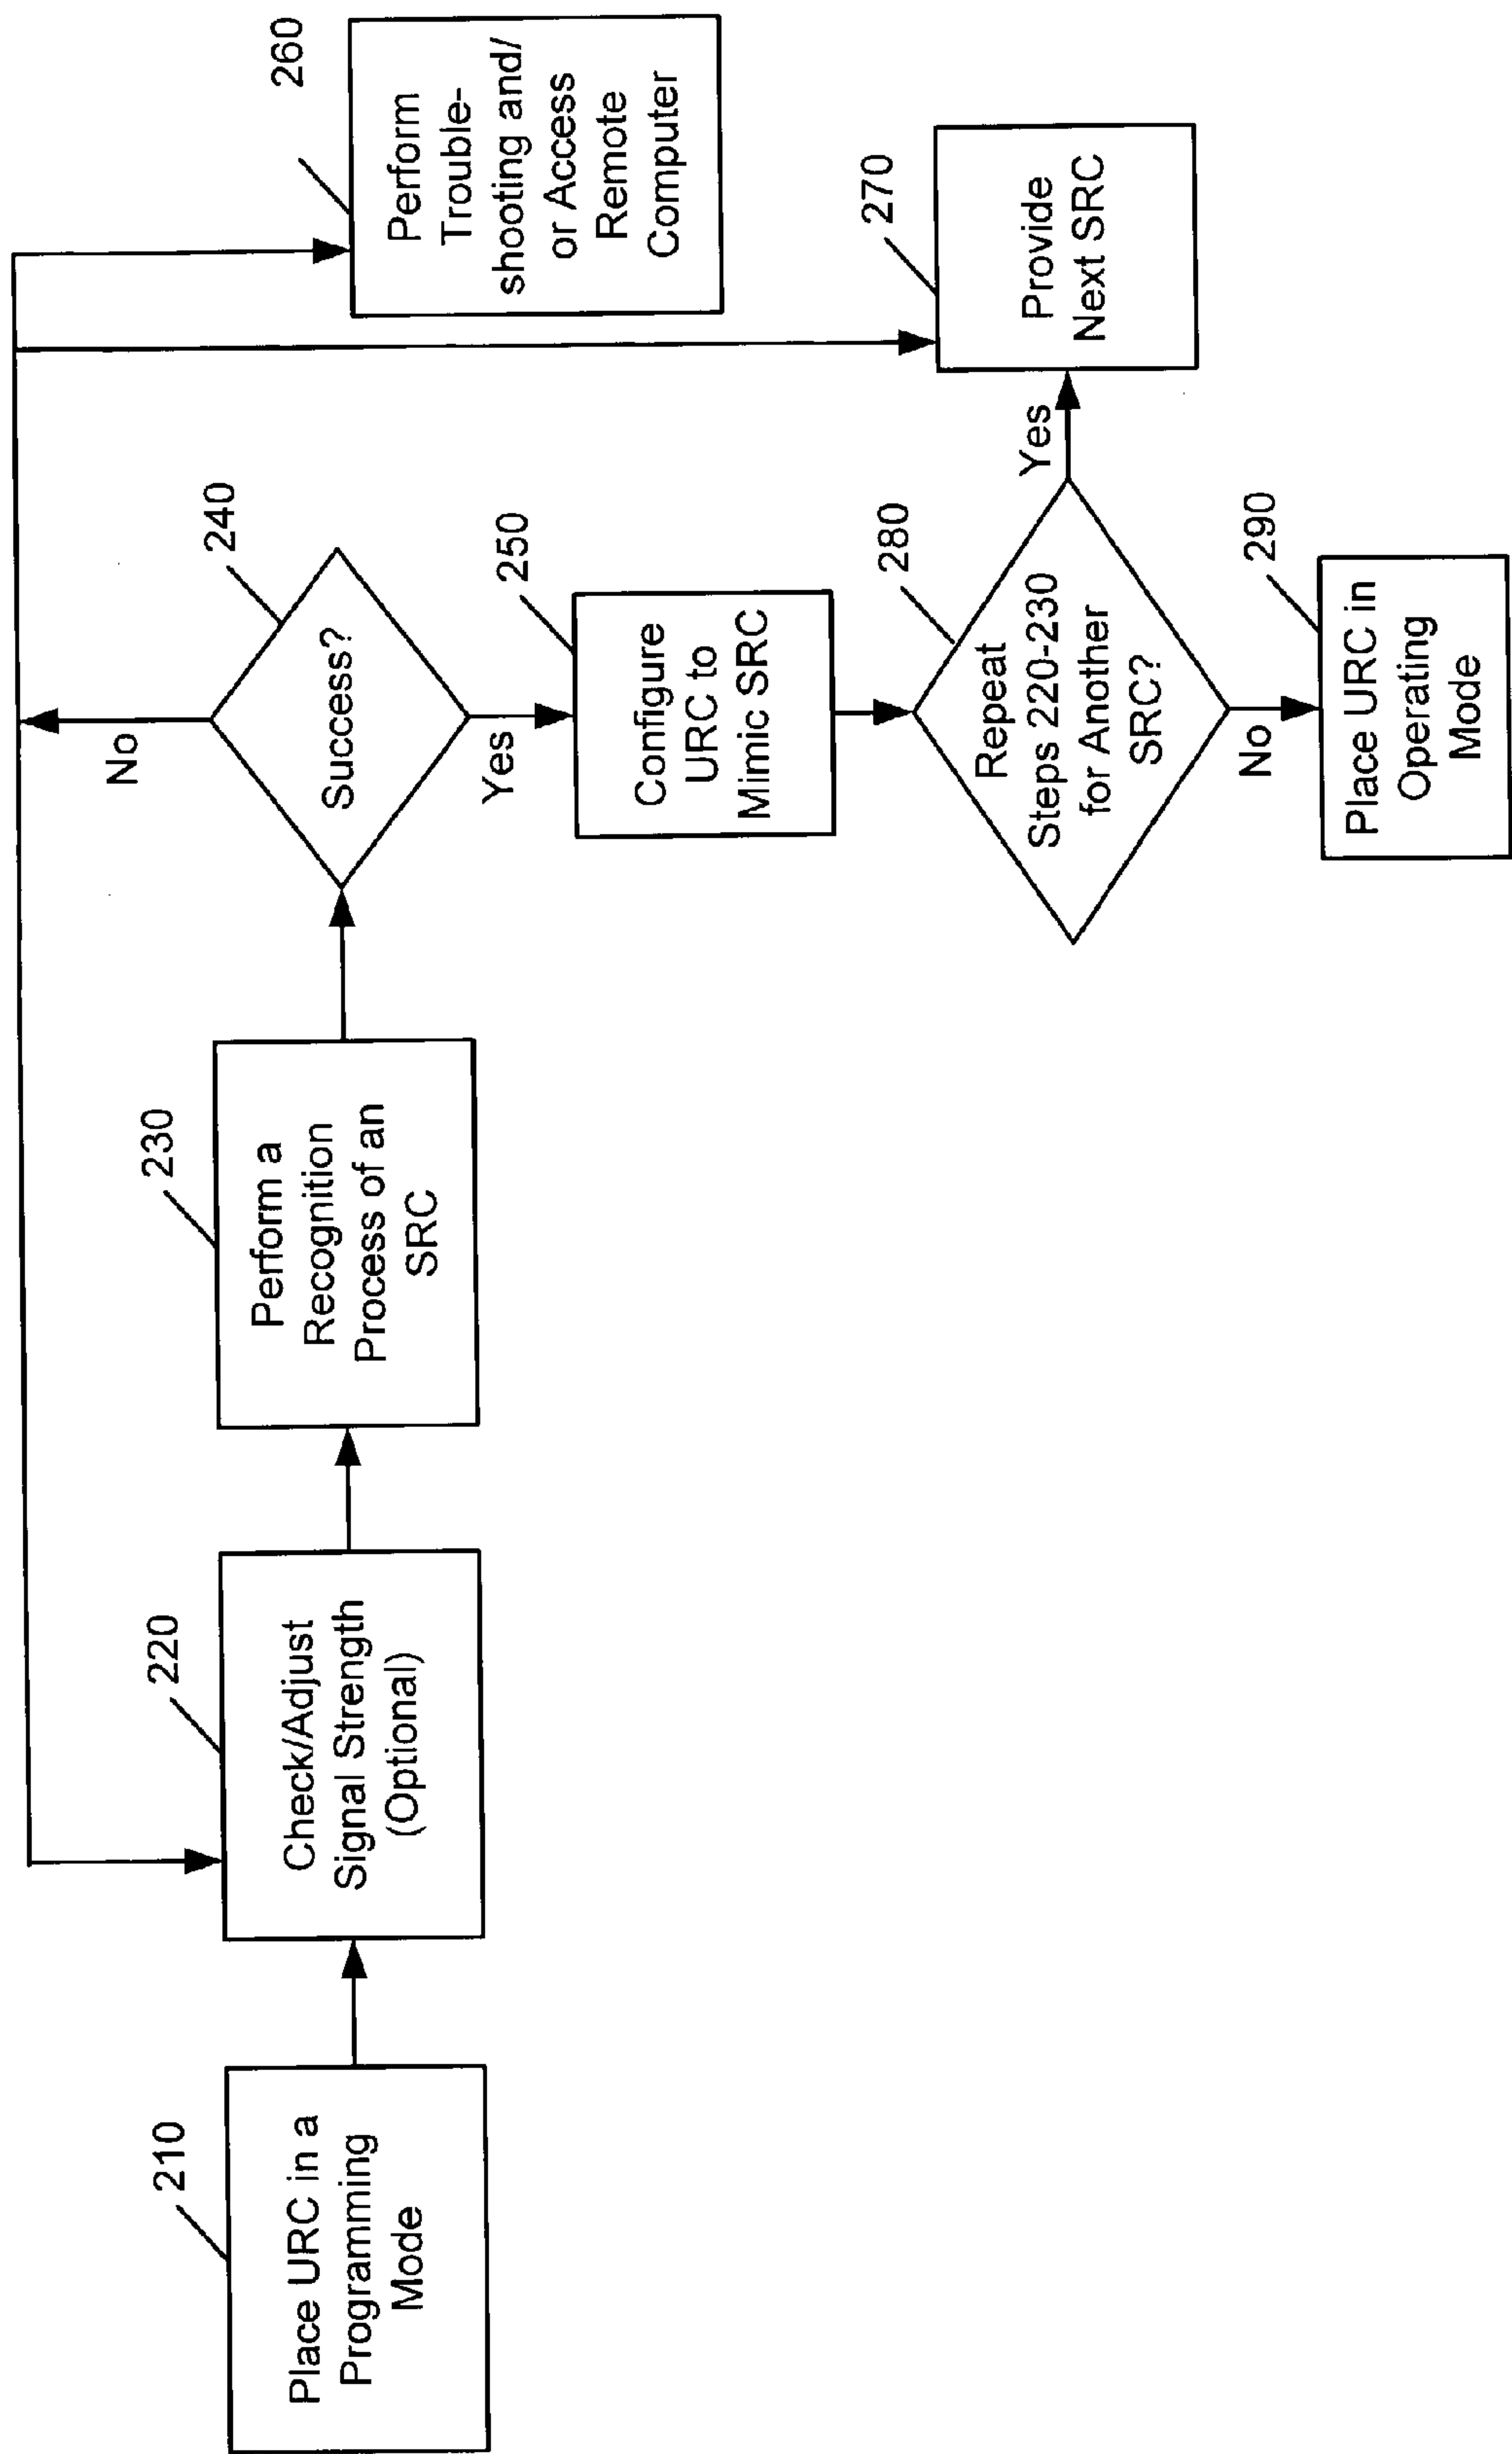 210
Place URC in a
Programming
Mode
220
Check/Adjust
Signal Strength
(Optional)
230
Perform a
Recognition
Process of an
SRC
240
Success?
No
Yes
250
Configure
URC to
Mimic SRC
260
Perform
Trouble-
shooting and/
or Access
Remote
Computer
270
Provide
Next SRC
280
Repeat
Steps 220-230
for Another
SRC?
Yes
No
290
Place URC in
Operating
Mode